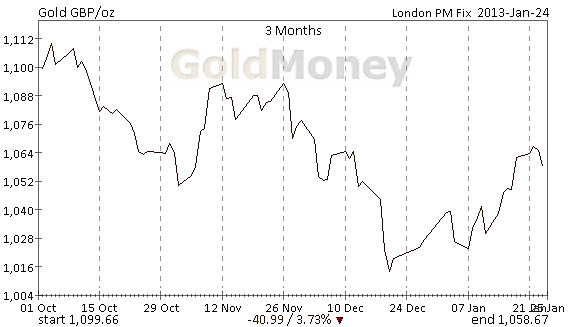 Gold GBP/oz London PM Fix 2013-Jan-24
3 Months
GoldMoney
1,112
1,100
1,088
1,076
1,064
1,052
1,040
1,028
1,016
1,004
01 Oct 15 Oct 29 Oct 12 Nov 26 Nov 10 Dec 24 Dec 07 Jan 21 Jan 25 Jan
start 1,099.66 -40.99 / 3.73% ▼ end 1,058.67